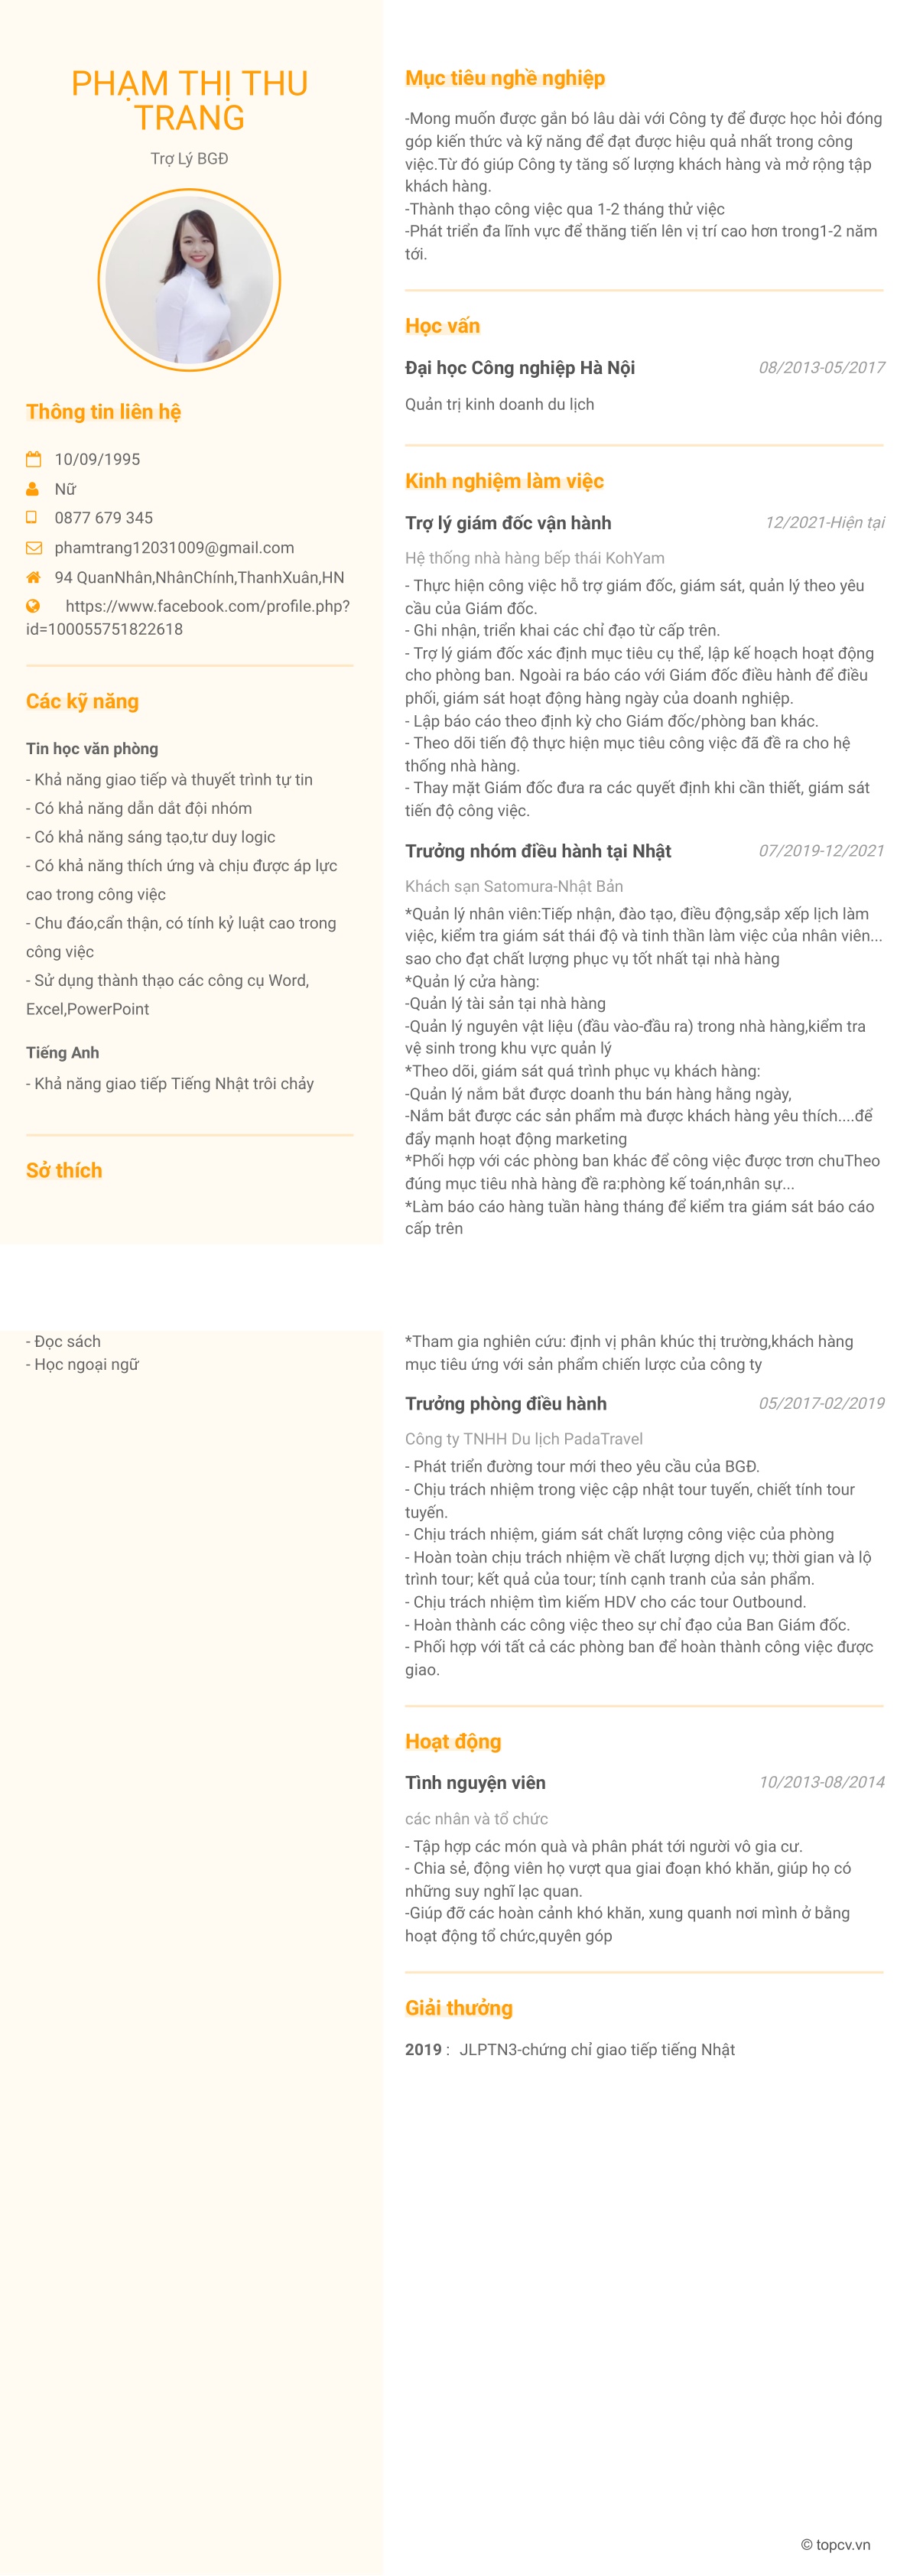 PHẠM THỊ THU
TRANG
Trợ Lý BGĐ
Thông tin liên hệ
10/09/1995
Nữ
0877 679 345
phamtrang12031009@gmail.com
94 QuanNhân,NhânChính,ThanhXuân,HN
https://www.facebook.com/profile.php?
id=100055751822618
Các kỹ năng
Tin học văn phòng
- Khả năng giao tiếp và thuyết trình tự tin
- Có khả năng dẫn dắt đội nhóm
- Có khả năng sáng tạo,tư duy logic
- Có khả năng thích ứng và chịu được áp lực
cao trong công việc
- Chu đáo,cẩn thận, có tính kỷ luật cao trong
công việc
- Sử dụng thành thạo các công cụ Word,
Excel,PowerPoint
Tiếng Anh
- Khả năng giao tiếp Tiếng Nhật trôi chảy
Sở thích
- Đọc sách
- Học ngoại ngữ
Mục tiêu nghề nghiệp
-Mong muốn được gắn bó lâu dài với Công ty để được học hỏi đóng
góp kiến thức và kỹ năng để đạt được hiệu quả nhất trong công
việc.Từ đó giúp Công ty tăng số lượng khách hàng và mở rộng tập
khách hàng.
-Thành thạo công việc qua 1-2 tháng thử việc
-Phát triển đa lĩnh vực để thăng tiến lên vị trí cao hơn trong1-2 năm
tới.
Học vấn
Đại học Công nghiệp Hà Nội 08/2013-05/2017
Quản trị kinh doanh du lịch
Kinh nghiệm làm việc
Trợ lý giám đốc vận hành 12/2021-Hiện tại
Hệ thống nhà hàng bếp thái KohYam
- Thực hiện công việc hỗ trợ giám đốc, giám sát, quản lý theo yêu
cầu của Giám đốc.
- Ghi nhận, triển khai các chỉ đạo từ cấp trên.
- Trợ lý giám đốc xác định mục tiêu cụ thể, lập kế hoạch hoạt động
cho phòng ban. Ngoài ra báo cáo với Giám đốc điều hành để điều
phối, giám sát hoạt động hàng ngày của doanh nghiệp.
- Lập báo cáo theo định kỳ cho Giám đốc/phòng ban khác.
- Theo dõi tiến độ thực hiện mục tiêu công việc đã đề ra cho hệ
thống nhà hàng.
- Thay mặt Giám đốc đưa ra các quyết định khi cần thiết, giám sát
tiến độ công việc.
Trưởng nhóm điều hành tại Nhật 07/2019-12/2021
Khách sạn Satomura-Nhật Bản
*Quản lý nhân viên:Tiếp nhận, đào tạo, điều động,sắp xếp lịch làm
việc, kiểm tra giám sát thái độ và tinh thần làm việc của nhân viên...
sao cho đạt chất lượng phục vụ tốt nhất tại nhà hàng
*Quản lý cửa hàng:
-Quản lý tài sản tại nhà hàng
-Quản lý nguyên vật liệu (đầu vào-đầu ra) trong nhà hàng,kiểm tra
vệ sinh trong khu vực quản lý
*Theo dõi, giám sát quá trình phục vụ khách hàng:
-Quản lý nắm bắt được doanh thu bán hàng hằng ngày,
-Nắm bắt được các sản phẩm mà được khách hàng yêu thích....để
đẩy mạnh hoạt động marketing
*Phối hợp với các phòng ban khác để công việc được trơn chuTheo
đúng mục tiêu nhà hàng đề ra:phòng kế toán,nhân sự...
*Làm báo cáo hàng tuần hàng tháng để kiểm tra giám sát báo cáo
cấp trên
*Tham gia nghiên cứu: định vị phân khúc thị trường,khách hàng
mục tiêu ứng với sản phẩm chiến lược của công ty
Trưởng phòng điều hành 05/2017-02/2019
Công ty TNHH Du lịch PadaTravel
- Phát triển đường tour mới theo yêu cầu của BGĐ.
- Chịu trách nhiệm trong việc cập nhật tour tuyến, chiết tính tour
tuyến.
- Chịu trách nhiệm, giám sát chất lượng công việc của phòng
- Hoàn toàn chịu trách nhiệm về chất lượng dịch vụ; thời gian và lộ
trình tour; kết quả của tour; tính cạnh tranh của sản phẩm.
- Chịu trách nhiệm tìm kiếm HDV cho các tour Outbound.
- Hoàn thành các công việc theo sự chỉ đạo của Ban Giám đốc.
- Phối hợp với tất cả các phòng ban để hoàn thành công việc được
giao.
Hoạt động
Tình nguyện viên 10/2013-08/2014
các nhân và tổ chức
- Tập hợp các món quà và phân phát tới người vô gia cư.
- Chia sẻ, động viên họ vượt qua giai đoạn khó khăn, giúp họ có
những suy nghĩ lạc quan.
-Giúp đỡ các hoàn cảnh khó khăn, xung quanh nơi mình ở bằng
hoạt động tổ chức,quyên góp
Giải thưởng
2019 : JLPTN3-chứng chỉ giao tiếp tiếng Nhật
© topcv.vn